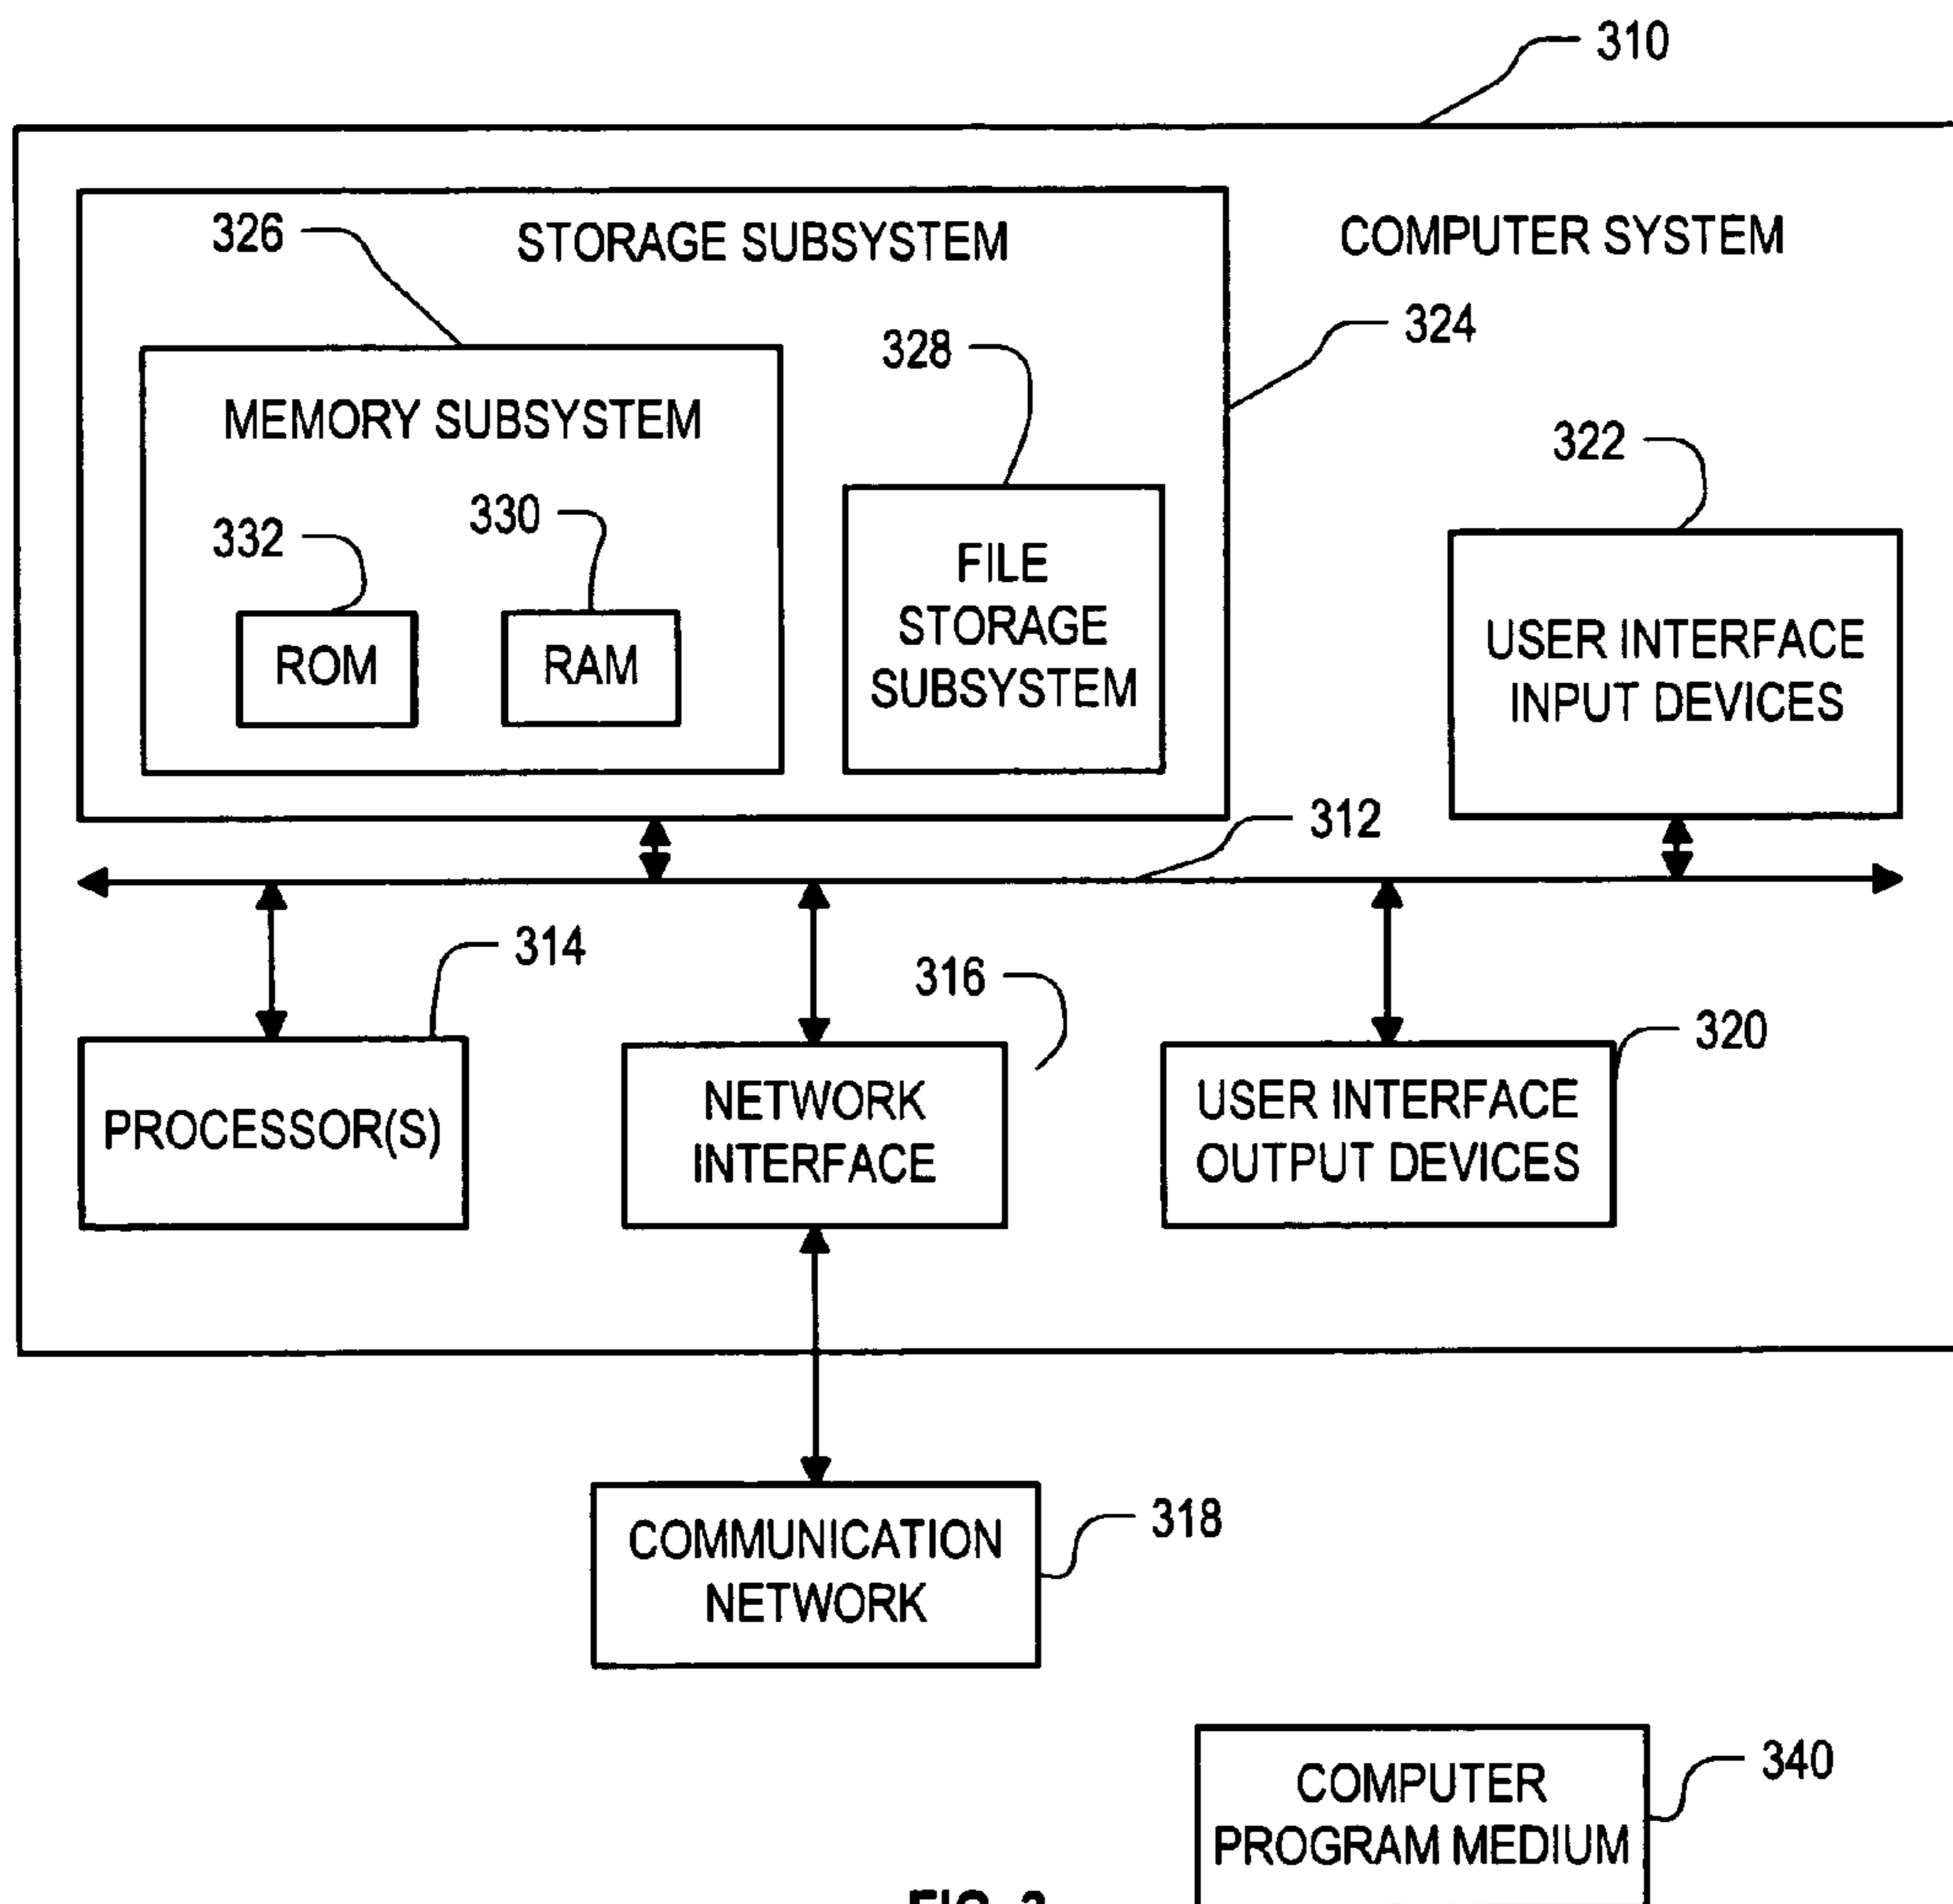 310
STORAGE SUBSYSTEM
COMPUTER SYSTEM
326
324
328
MEMORY SUBSYSTEM
322
332
330
FILE
STORAGE
SUBSYSTEM
ROM
RAM
USER INTERFACE
INPUT DEVICES
312
314
316
320
PROCESSOR(S)
NETWORK
INTERFACE
USER INTERFACE
OUTPUT DEVICES
318
COMMUNICATION
NETWORK
340
COMPUTER
PROGRAM MEDIUM